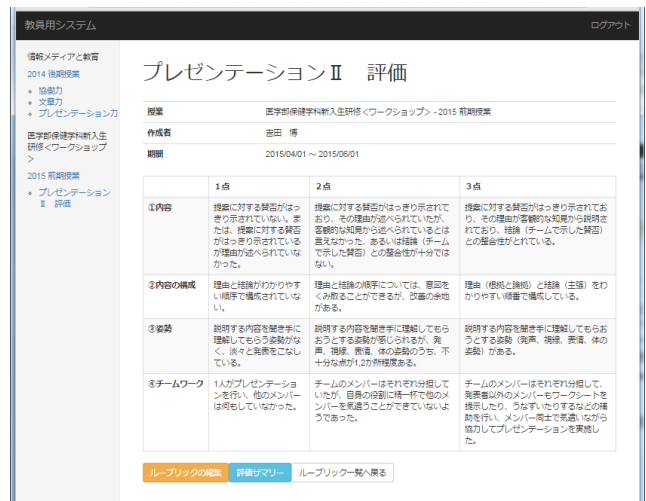 教員用システム
ログアウト
情報メディアと教育
2014 後期授業
協働力
文章力
プレゼンテーション力
医学部保健学科新入生
研修＜ワークショップ
＞
2015 前期授業
プレゼンテーション
Ⅱ　評価
プレゼンテーションⅡ　評価
授業
医学部保健学科新入生研修＜ワークショップ＞ - 2015 前期授業
作成者
吉田　博
期間
2015/04/01 ～ 2015/06/01
1点
2点
3点
①内容
提案に対する賛否がはっ
きり示されていない。ま
たは、提案に対する賛否
がはっきり示されている
が理由が述べられていな
かった。
提案に対する賛否がはっきり示されて
おり、その理由が述べられていたが、
客観的な知見から述べられているとは
言えなかった、あるいは結論（チーム
で示した賛否）との整合性が十分では
ない。
提案に対する賛否がはっきり示されてお
り、その理由が客観的な知見から説明さ
れており、結論（チームで示した賛否）
との整合性がとれている。
②内容の構成
理由と結論がわかりやす
い順序で構成されていな
い。
理由と結論の順序については、意図を
くみ取ることができるが、改善の余地
がある。
理由（根拠と論拠）と結論（主張）をわ
かりやすい順番で構成している。
③姿勢
説明する内容を聞き手に
理解してもらう姿勢がな
く、淡々と発表をこなし
ている。
説明する内容を聞き手に理解してもら
おうとする姿勢が感じられるが、発
声、視線、表情、体の姿勢のうち、不
十分な点が1,2か所程度ある。
説明する内容を聞き手に理解してもらお
うとする姿勢（発声、視線、表情、体の
姿勢）がある。
④チームワーク
1人がプレゼンテーショ
ンを行い、他のメンバー
は何もしていなかった。
チームのメンバーはそれぞれ分担して
いたが、自身の役割に精一杯で他のメ
ンバーを気遣うことができていないよ
うであった。
チームのメンバーはそれぞれ分担して、
発表者以外のメンバーもワークシートを
提示したり、うなずいたりするなどの補
助を行い、メンバー同士で気遣いながら
協力してプレゼンテーションを実施し
た。
ルーブリックの編集
評価サマリー
ルーブリック一覧へ戻る